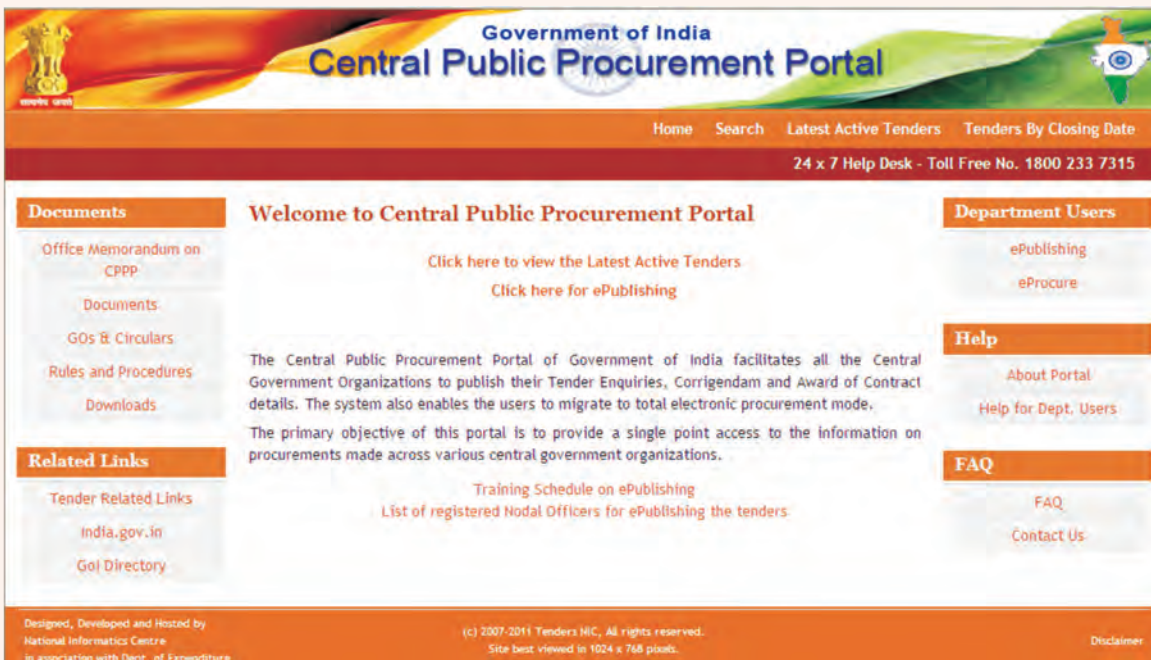 Government of India
Central Public Procurement Portal
सत्यमेव जयते
Home Search Latest Active Tenders Tenders By Closing Date
24 x 7 Help Desk - Toll Free No. 1800 233 7315
Documents
Office Memorandum on
CPPP
Documents
GOs & Circulars
Rules and Procedures
Downloads
Related Links
Tender Related Links
india.gov.in
GoI Directory
Welcome to Central Public Procurement Portal
Click here to view the Latest Active Tenders
Click here for ePublishing
The Central Public Procurement Portal of Government of India facilitates all the Central
Government Organizations to publish their Tender Enquiries, Corrigendam and Award of Contract
details. The system also enables the users to migrate to total electronic procurement mode.
The primary objective of this portal is to provide a single point access to the information on
procurements made across various central government organizations.
Training Schedule on ePublishing
List of registered Nodal Officers for ePublishing the tenders
Department Users
ePublishing
eProcure
Help
About Portal
Help for Dept. Users
FAQ
FAQ
Contact Us
Designed, Developed and Hosted by
National Informatics Centre
in association with Dept. of Expenditure
(c) 2007-2011 Tenders NIC, All rights reserved.
Site best viewed in 1024 x 768 pixels.
Disclaimer